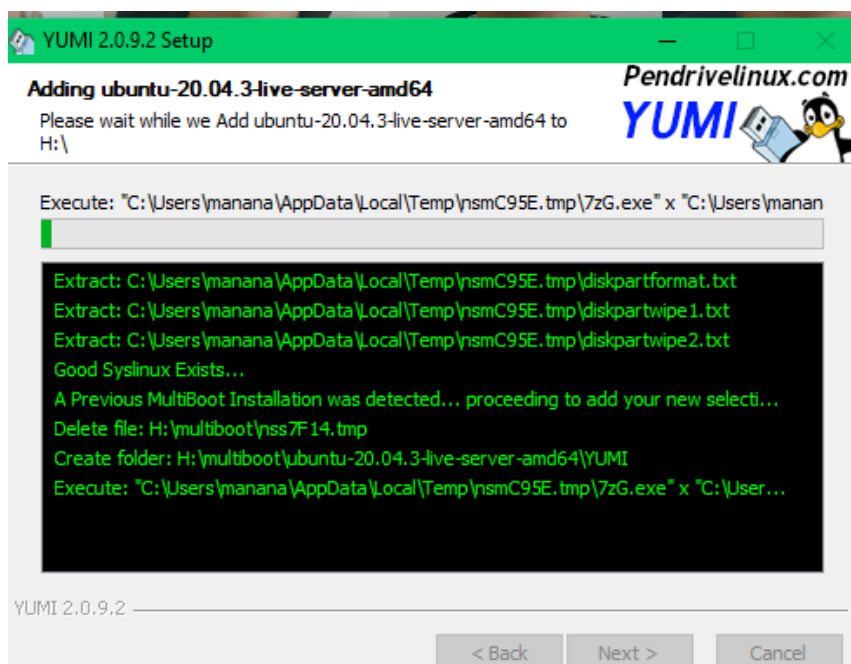 YUMI 2.0.9.2 Setup
Adding ubuntu-20.04.3-live-server-amd64
Please wait while we Add ubuntu-20.04.3-live-server-amd64 to
H:\
Pendrivelinux.com
YUMI
Execute: "C:\Users\manana\AppData\Local\Temp\nsmC95E.tmp\7zG.exe" x "C:\Users\manan
Extract: C:\Users\manana\AppData\Local\Temp\nsmC95E.tmp\diskpartformat.txt
Extract: C:\Users\manana\AppData\Local\Temp\nsmC95E.tmp\diskpartwipe1.txt
Extract: C:\Users\manana\AppData\Local\Temp\nsmC95E.tmp\diskpartwipe2.txt
Good Syslinux Exists...
A Previous MultiBoot Installation was detected... proceeding to add your new selecti...
Delete file: H:\multiboot\nss7F14.tmp
Create folder: H:\multiboot\ubuntu-20.04.3-live-server-amd64\YUMI
Execute: "C:\Users\manana\AppData\Local\Temp\nsmC95E.tmp\7zG.exe" x "C:\User...
YUMI 2.0.9.2
< Back
Next >
Cancel